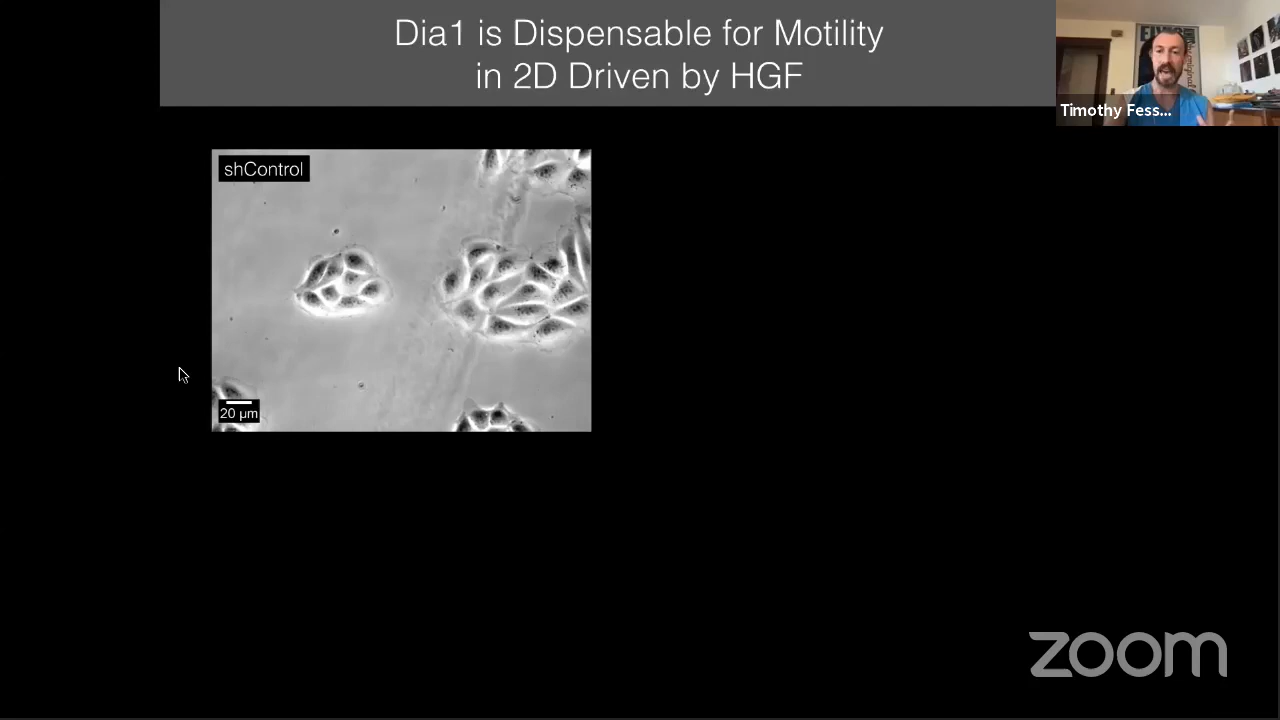 Dia1 is Dispensable for Motility
in 2D Driven by HGF
Timothy Fess...
shControl
20 µm
zoom